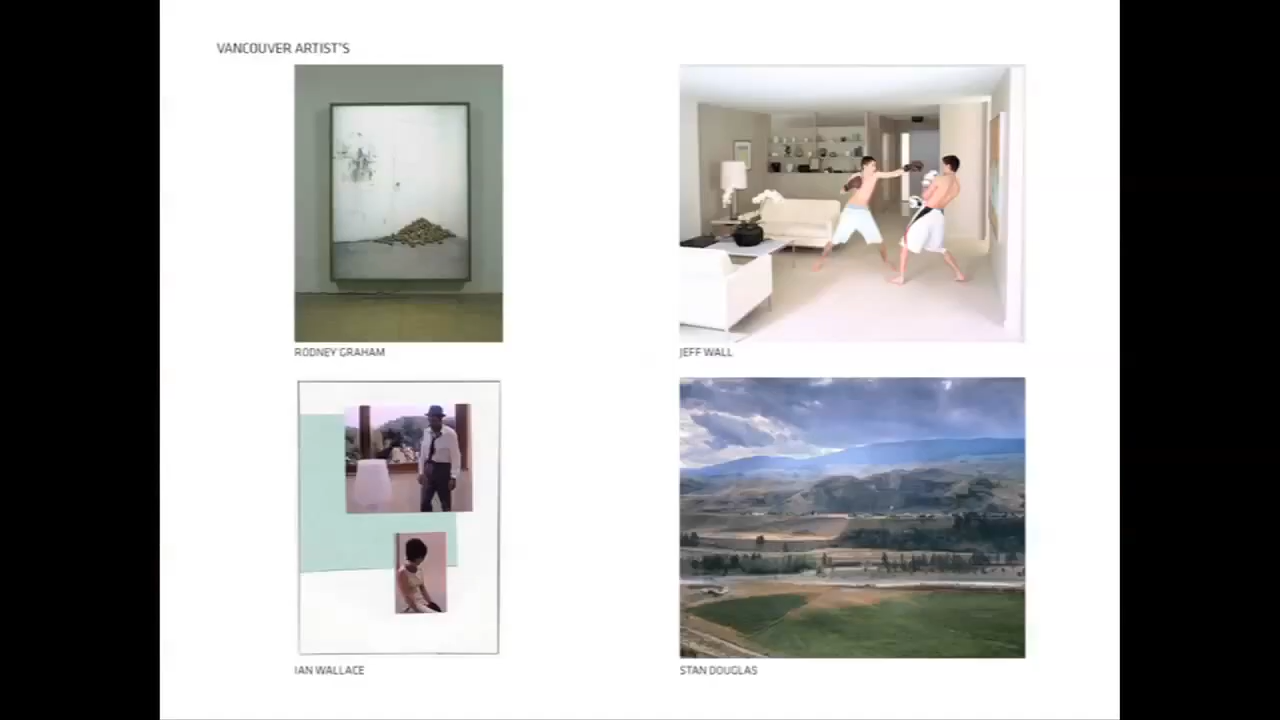 VANCOUVER ARTIST'S
RODNEY GRAHAM
JEFF WALL
IAN WALLACE
STAN DOUGLAS